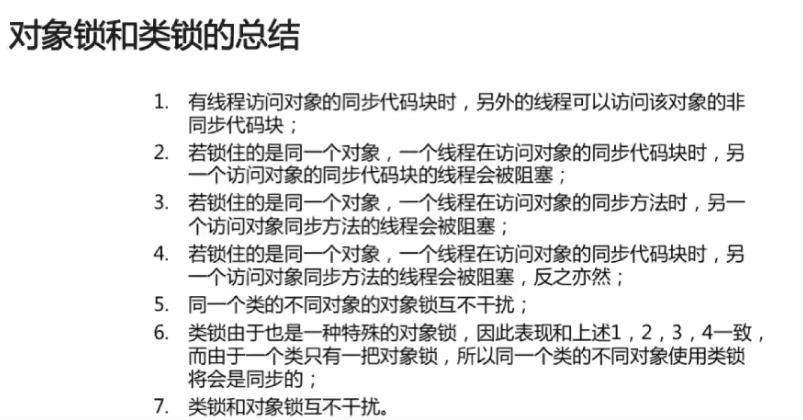 对象锁和类锁的总结
1. 有线程访问对象的同步代码块时，另外的线程可以访问该对象的非
同步代码块；
2. 若锁住的是同一个对象，一个线程在访问对象的同步代码块时，另
一个访问对象的同步代码块的线程会被阻塞；
3. 若锁住的是同一个对象，一个线程在访问对象的同步方法时，另一
个访问对象同步方法的线程会被阻塞；
4. 若锁住的是同一个对象，一个线程在访问对象的同步代码块时，另
一个访问对象同步方法的线程会被阻塞，反之亦然；
5. 同一个类的不同对象的对象锁互不干扰；
6. 类锁由于也是一种特殊的对象锁，因此表现和上述1，2，3，4一致，
而由于一个类只有一把对象锁，所以同一个类的不同对象使用类锁
将会是同步的；
7. 类锁和对象锁互不干扰。